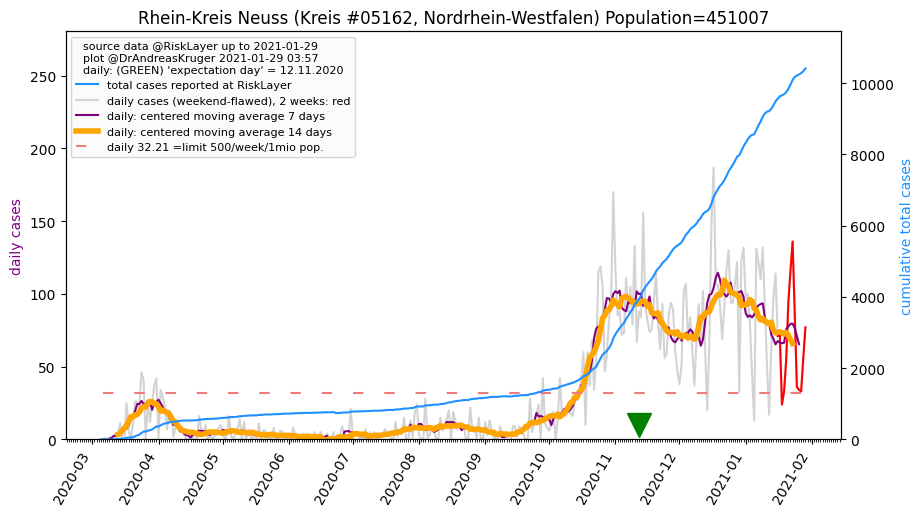 Rhein-Kreis Neuss (Kreis #05162, Nordrhein-Westfalen) Population=451007
source data @RiskLayer up to 2021-01-29
plot @DrAndreasKruger 2021-01-29 03:57
daily: (GREEN) 'expectation day' = 12.11.2020
total cases reported at RiskLayer
daily cases (weekend-flawed), 2 weeks: red
daily: centered moving average 7 days
daily: centered moving average 14 days
daily 32.21 =limit 500/week/1mio pop.
daily cases
250
200
150
100
50
0
cumulative total cases
10000
8000
6000
4000
2000
0
2020-03
2020-04
2020-05
2020-06
2020-07
2020-08
2020-09
2020-10
2020-11
2020-12
2021-01
2021-02